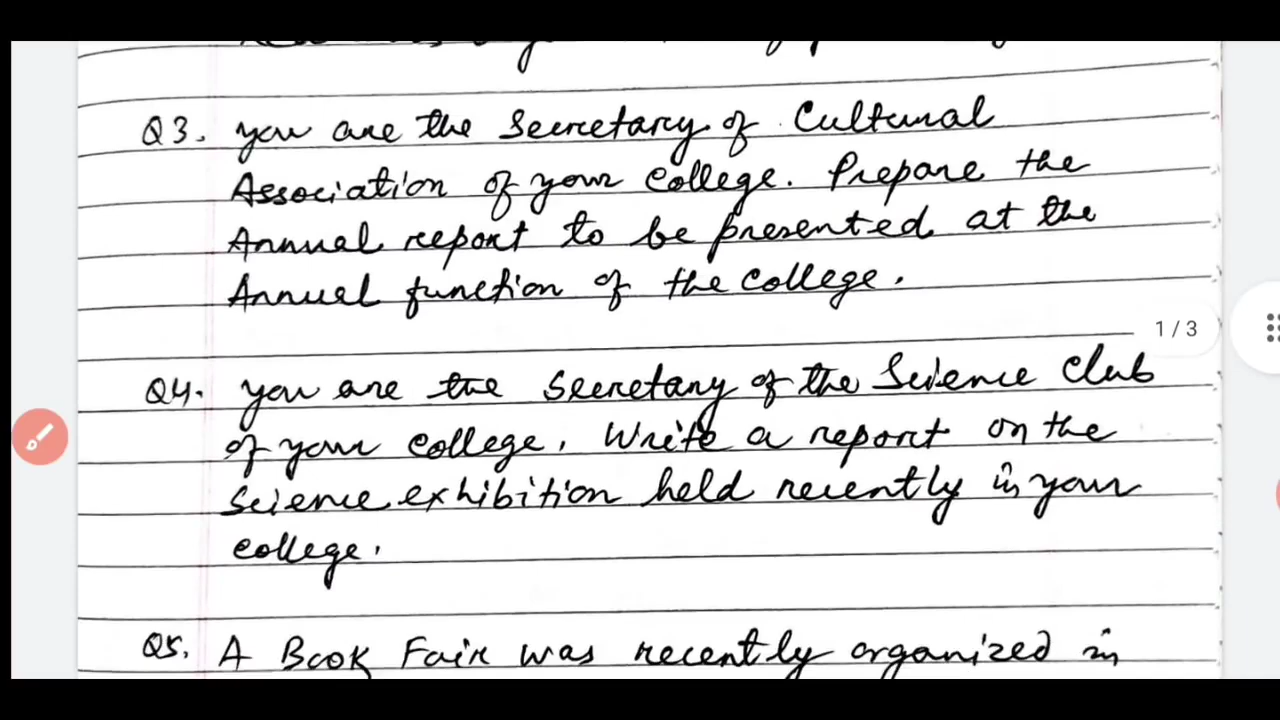 Q3. you are the Secretary of Cultural
Association of your College. Prepare the
Annual report to be presented at the
Annual function of the College.
1 / 3
Q4. you are the Secretary of the Science Club
of your college. Write a report on the
Science exhibition held recently in your
college.
Q5. A Book Fair was recently organized in